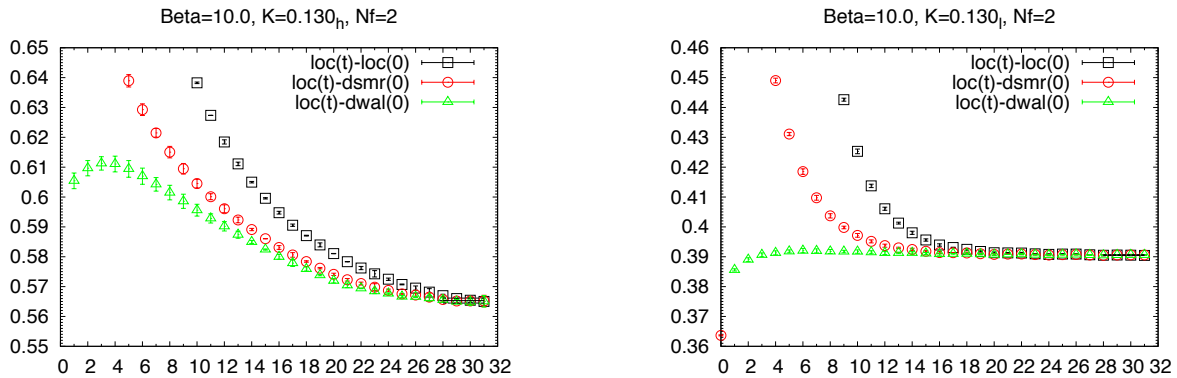 Beta=10.0, K=0.130h, Nf=2
0.65
0.64
0.63
0.62
0.61
0.6
0.59
0.58
0.57
0.56
0.55
loc(t)-loc(0)
loc(t)-dsmr(0)
loc(t)-dwal(0)
0 2 4 6 8 10 12 14 16 18 20 22 24 26 28 30 32
Beta=10.0, K=0.130l, Nf=2
0.46
0.45
0.44
0.43
0.42
0.41
0.4
0.39
0.38
0.37
0.36
loc(t)-loc(0)
loc(t)-dsmr(0)
loc(t)-dwal(0)
0 2 4 6 8 10 12 14 16 18 20 22 24 26 28 30 32